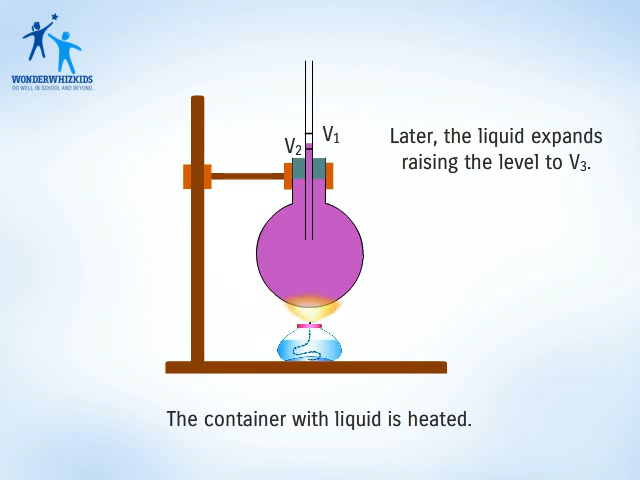 WONDERWHIZKIDS
DO WELL IN SCHOOL AND BEYOND.
V₁
V₂
Later, the liquid expands
raising the level to V₃.
The container with liquid is heated.